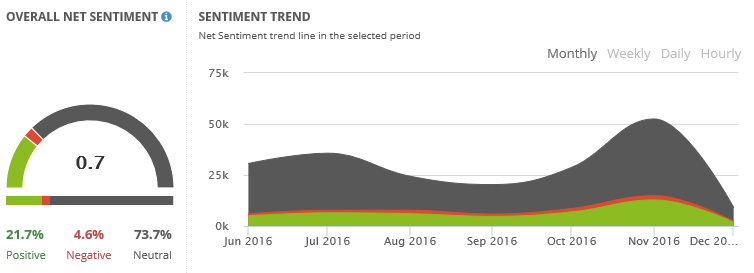 OVERALL NET SENTIMENT
0.7
21.7% 4.6% 73.7%
Positive Negative Neutral
SENTIMENT TREND
Net Sentiment trend line in the selected period
Monthly Weekly Daily Hourly
75k
50k
25k
0k
Jun 2016 Jul 2016 Aug 2016 Sep 2016 Oct 2016 Nov 2016 Dec 20...